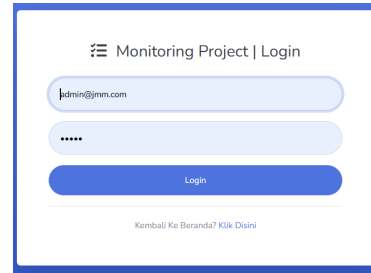 Monitoring Project | Login
admin@jmm.com
•••••
Login
Kembali Ke Beranda? Klik Disini